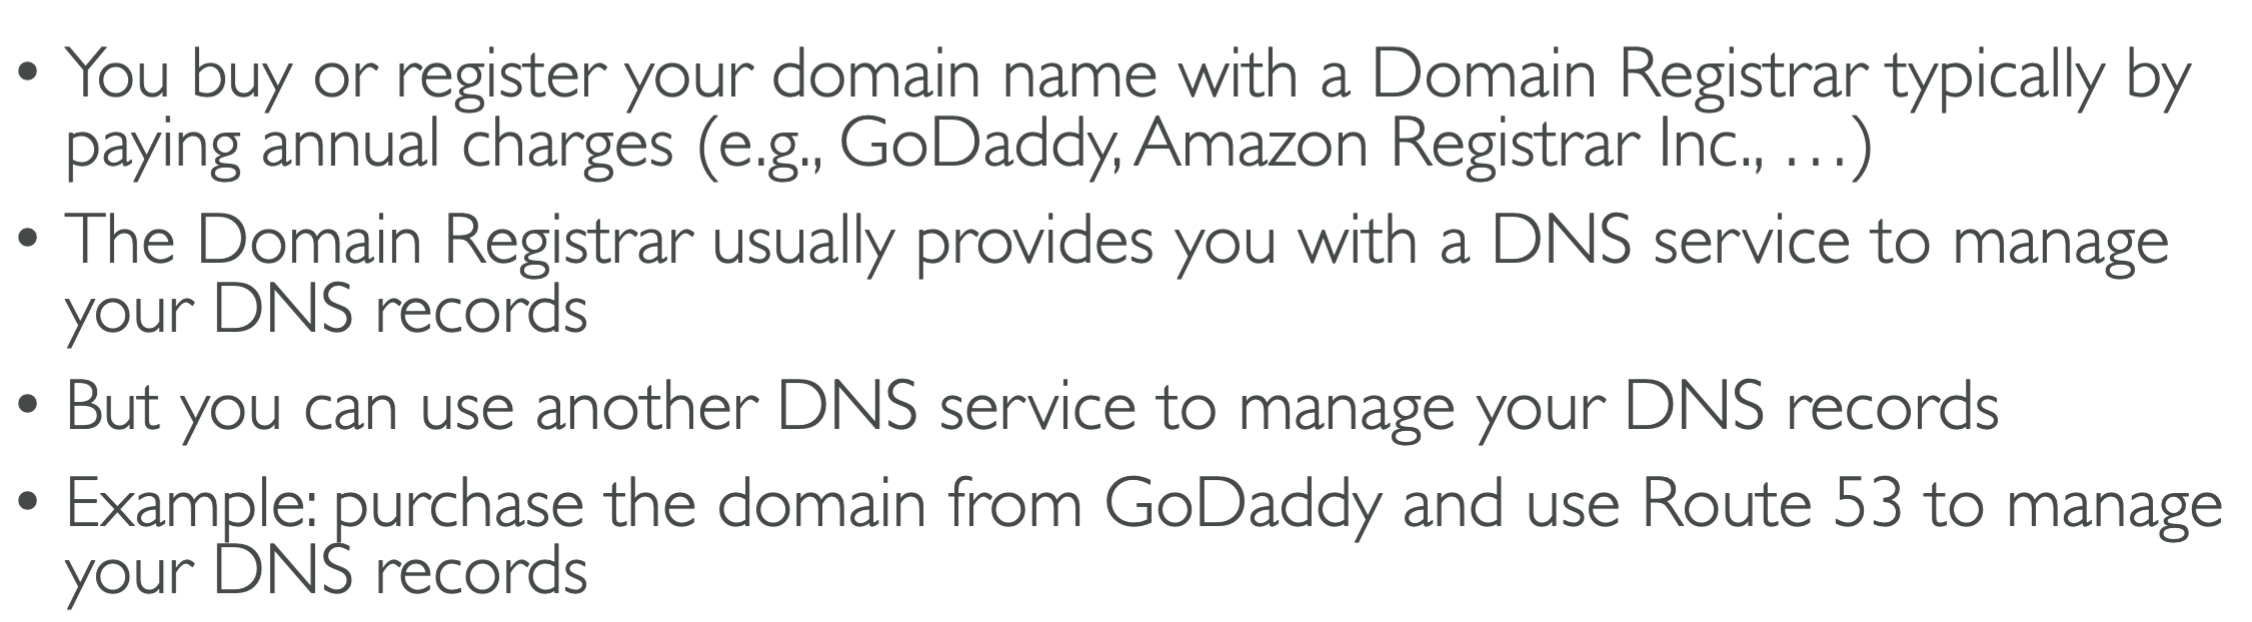 • You buy or register your domain name with a Domain Registrar typically by
paying annual charges (e.g., GoDaddy, Amazon Registrar Inc., …)
• The Domain Registrar usually provides you with a DNS service to manage
your DNS records
• But you can use another DNS service to manage your DNS records
• Example: purchase the domain from GoDaddy and use Route 53 to manage
your DNS records